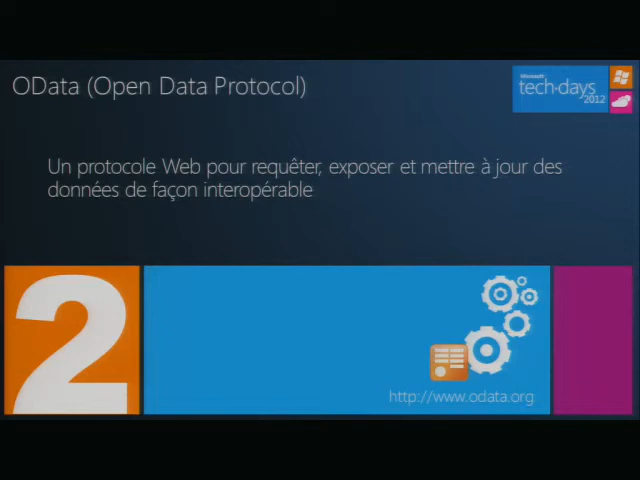 OData (Open Data Protocol)
Microsoft
tech·days
2012
Un protocole Web pour requêter, exposer et mettre à jour des
données de façon interopérable
2
http://www.odata.org